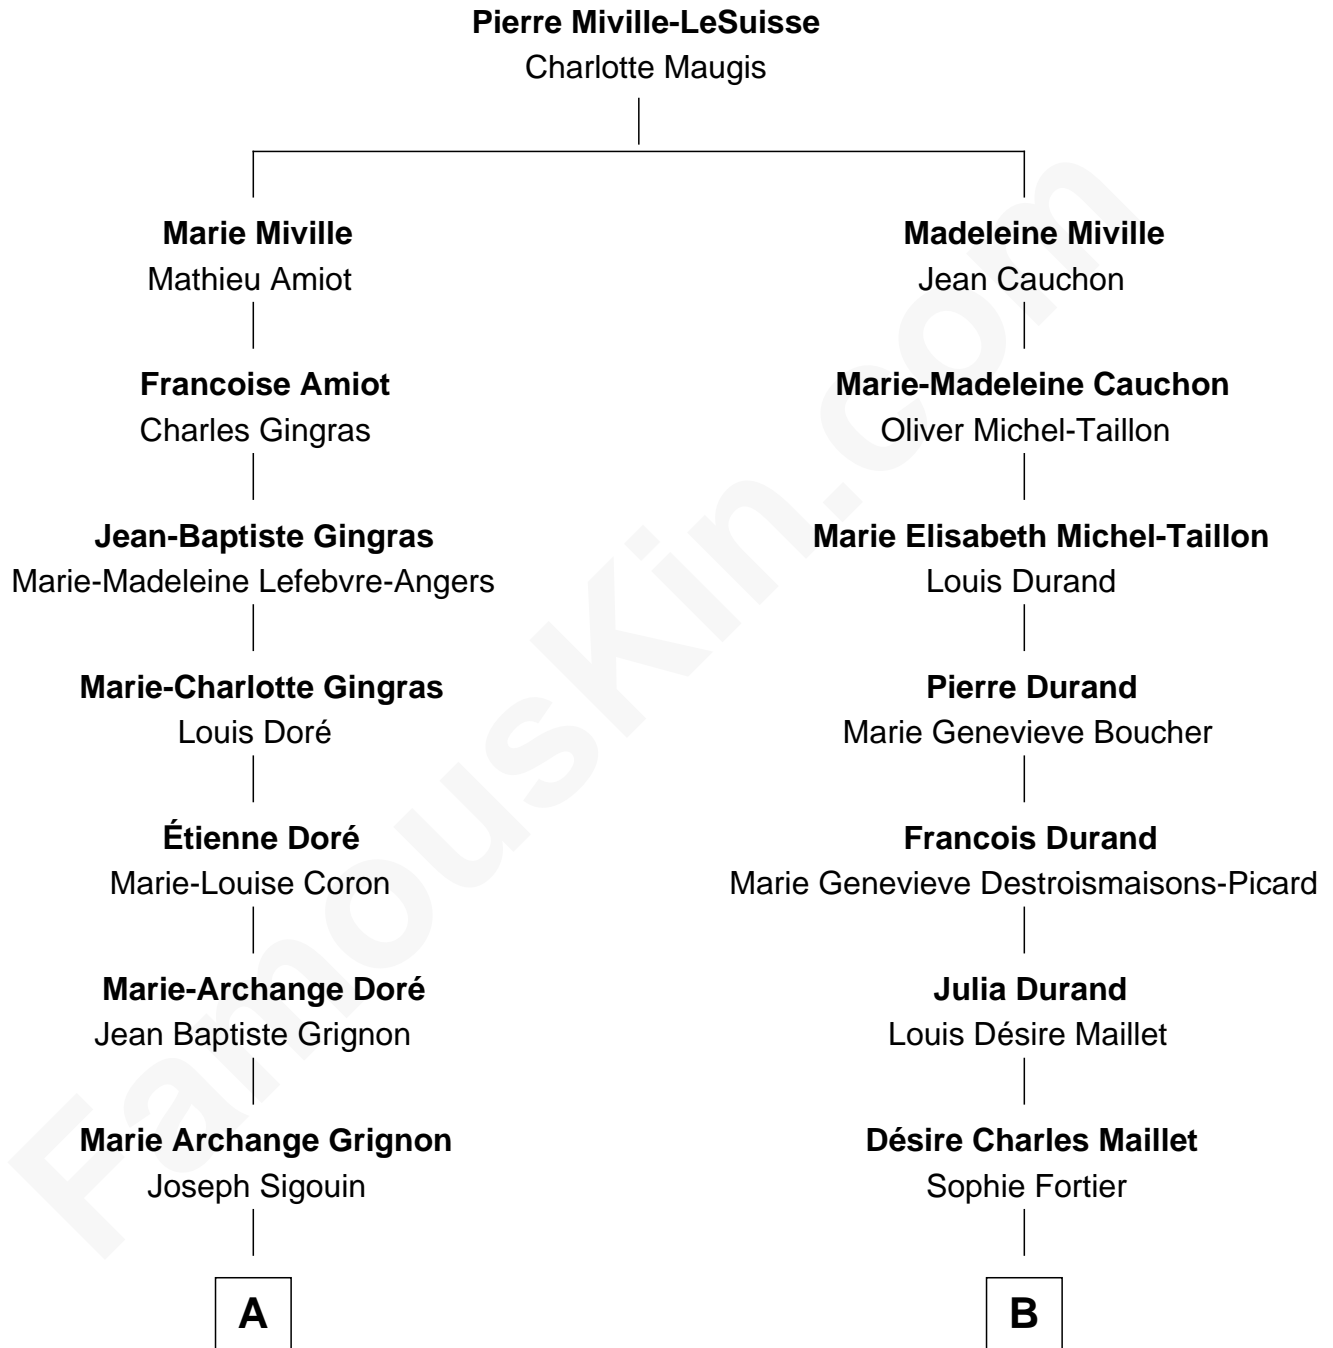 Pierre Miville-LeSuisse
Charlotte Maugis
Marie Miville
Mathieu Amiot
Francoise Amiot
Charles Gingras
Jean-Baptiste Gingras
Marie-Madeleine Lefebvre-Angers
Marie-Charlotte Gingras
Louis Doré
Étienne Doré
Marie-Louise Coron
Marie-Archange Doré
Jean Baptiste Grignon
Marie Archange Grignon
Joseph Sigouin
A
Madeleine Miville
Jean Cauchon
Marie-Madeleine Cauchon
Oliver Michel-Taillon
Marie Elisabeth Michel-Taillon
Louis Durand
Pierre Durand
Marie Genevieve Boucher
Francois Durand
Marie Genevieve Destroismaisons-Picard
Julia Durand
Louis Désire Maillet
Désire Charles Maillet
Sophie Fortier
B
FamousKin.com